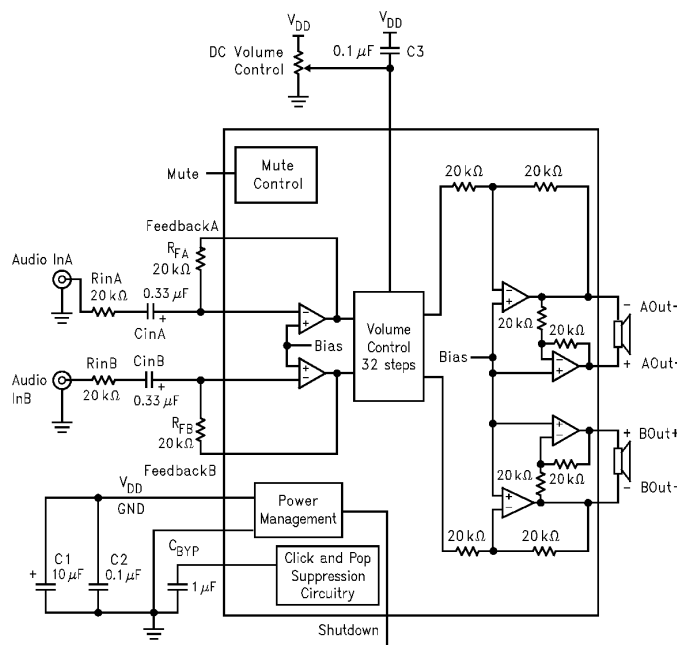 V_DD
V_DD
DC Volume
Control
0.1 μF
C3
Mute
Mute
Control
20 kΩ
20 kΩ
FeedbackA
R_FA
20 kΩ
Audio InA
RinA
20 kΩ
0.33 μF
+
CinA
−
+
Bias
Volume
Control
32 steps
Bias
−
+
20 kΩ
20 kΩ
−
+
−
AOut-
+
AOut-
Audio
InB
RinB
20 kΩ
CinB
+
0.33 μF
−
+
R_FB
20 kΩ
FeedbackB
+
−
20 kΩ
20 kΩ
+
−
+
BOut+
−
BOut-
V_DD
GND
Power
Management
20 kΩ
20 kΩ
+
C1
10 μF
C2
0.1 μF
C_BYP
1 μF
Click and Pop
Suppression
Circuitry
Shutdown